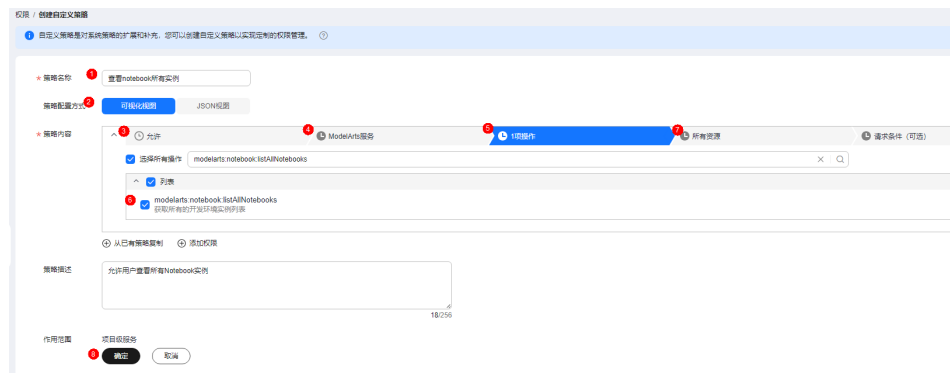 权限 / 创建自定义策略
自定义策略是对系统策略的扩展和补充，您可以创建自定义策略以实现定制的权限管理。
* 策略名称 1 查看notebook所有实例
策略配置方式 2 可视化视图 JSON视图
* 策略内容 3 允许 4 ModelArts服务 5 1项操作 7 所有资源 请求条件（可选）
选择所有操作 modelarts:notebook:listAllNotebooks
列表
6 modelarts:notebook:listAllNotebooks
获取所有的开发环境实例列表
从已有策略复制 添加权限
策略描述 允许用户查看所有Notebook实例
18/256
作用范围 项目级服务
8 确定 取消